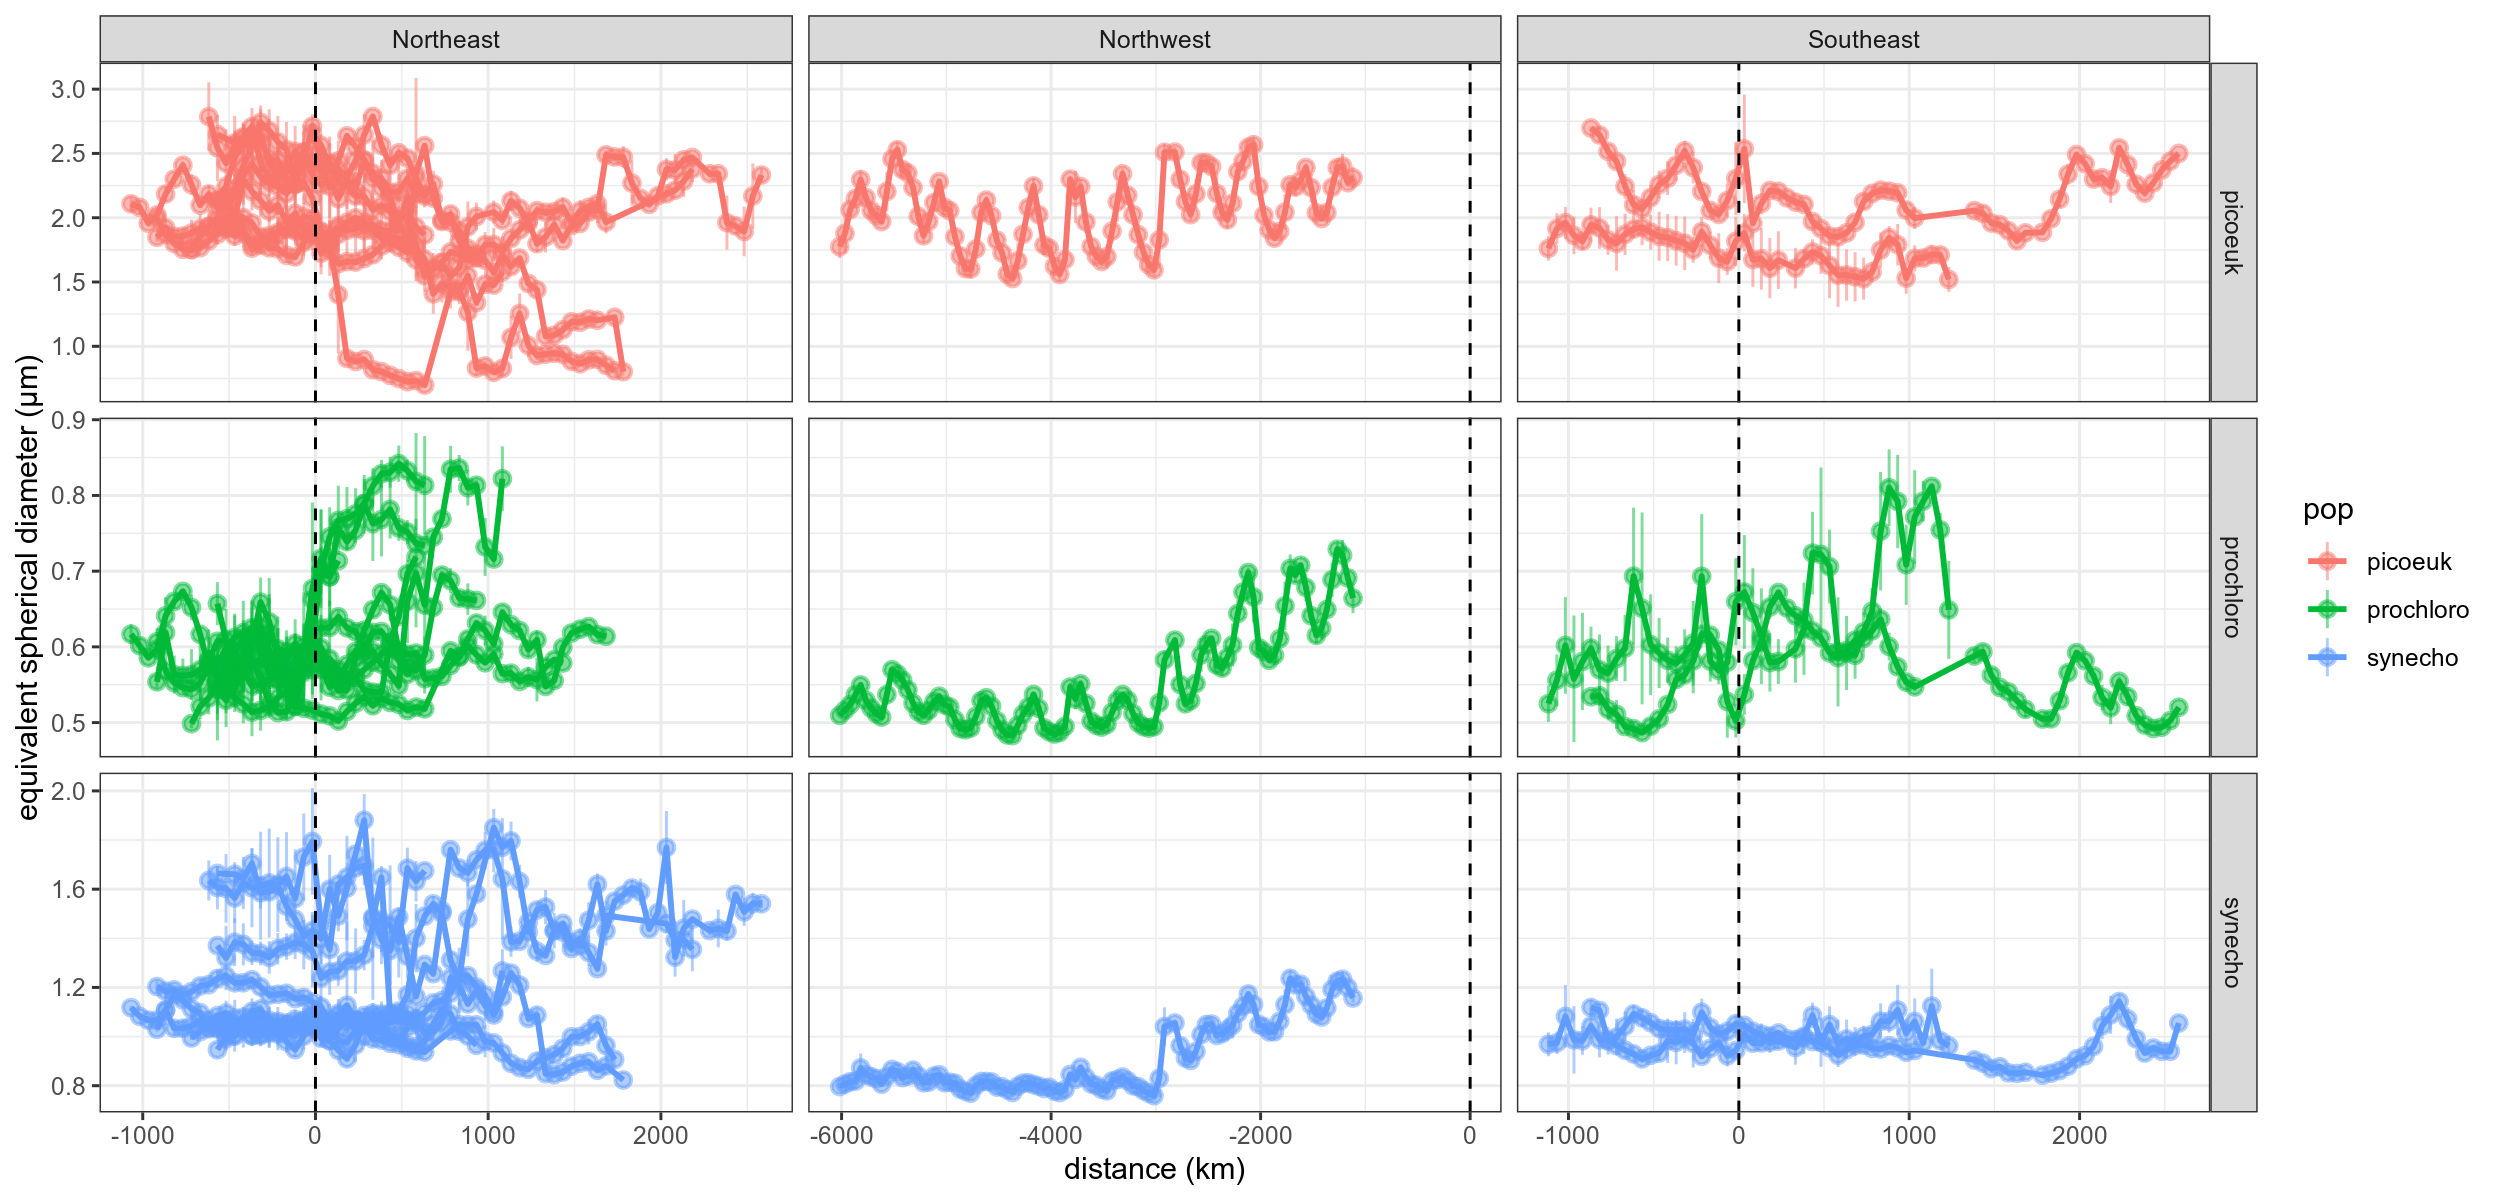 Northeast Northwest Southeast
equivalent spherical diameter (µm)
3.0
2.5
2.0
1.5
1.0
picoeuk
0.9
0.8
0.7
0.6
0.5
prochloro
2.0
1.6
1.2
0.8
synecho
-1000 0 1000 2000 -6000 -4000 -2000 0 -1000 0 1000 2000
distance (km)
pop
picoeuk
prochloro
synecho